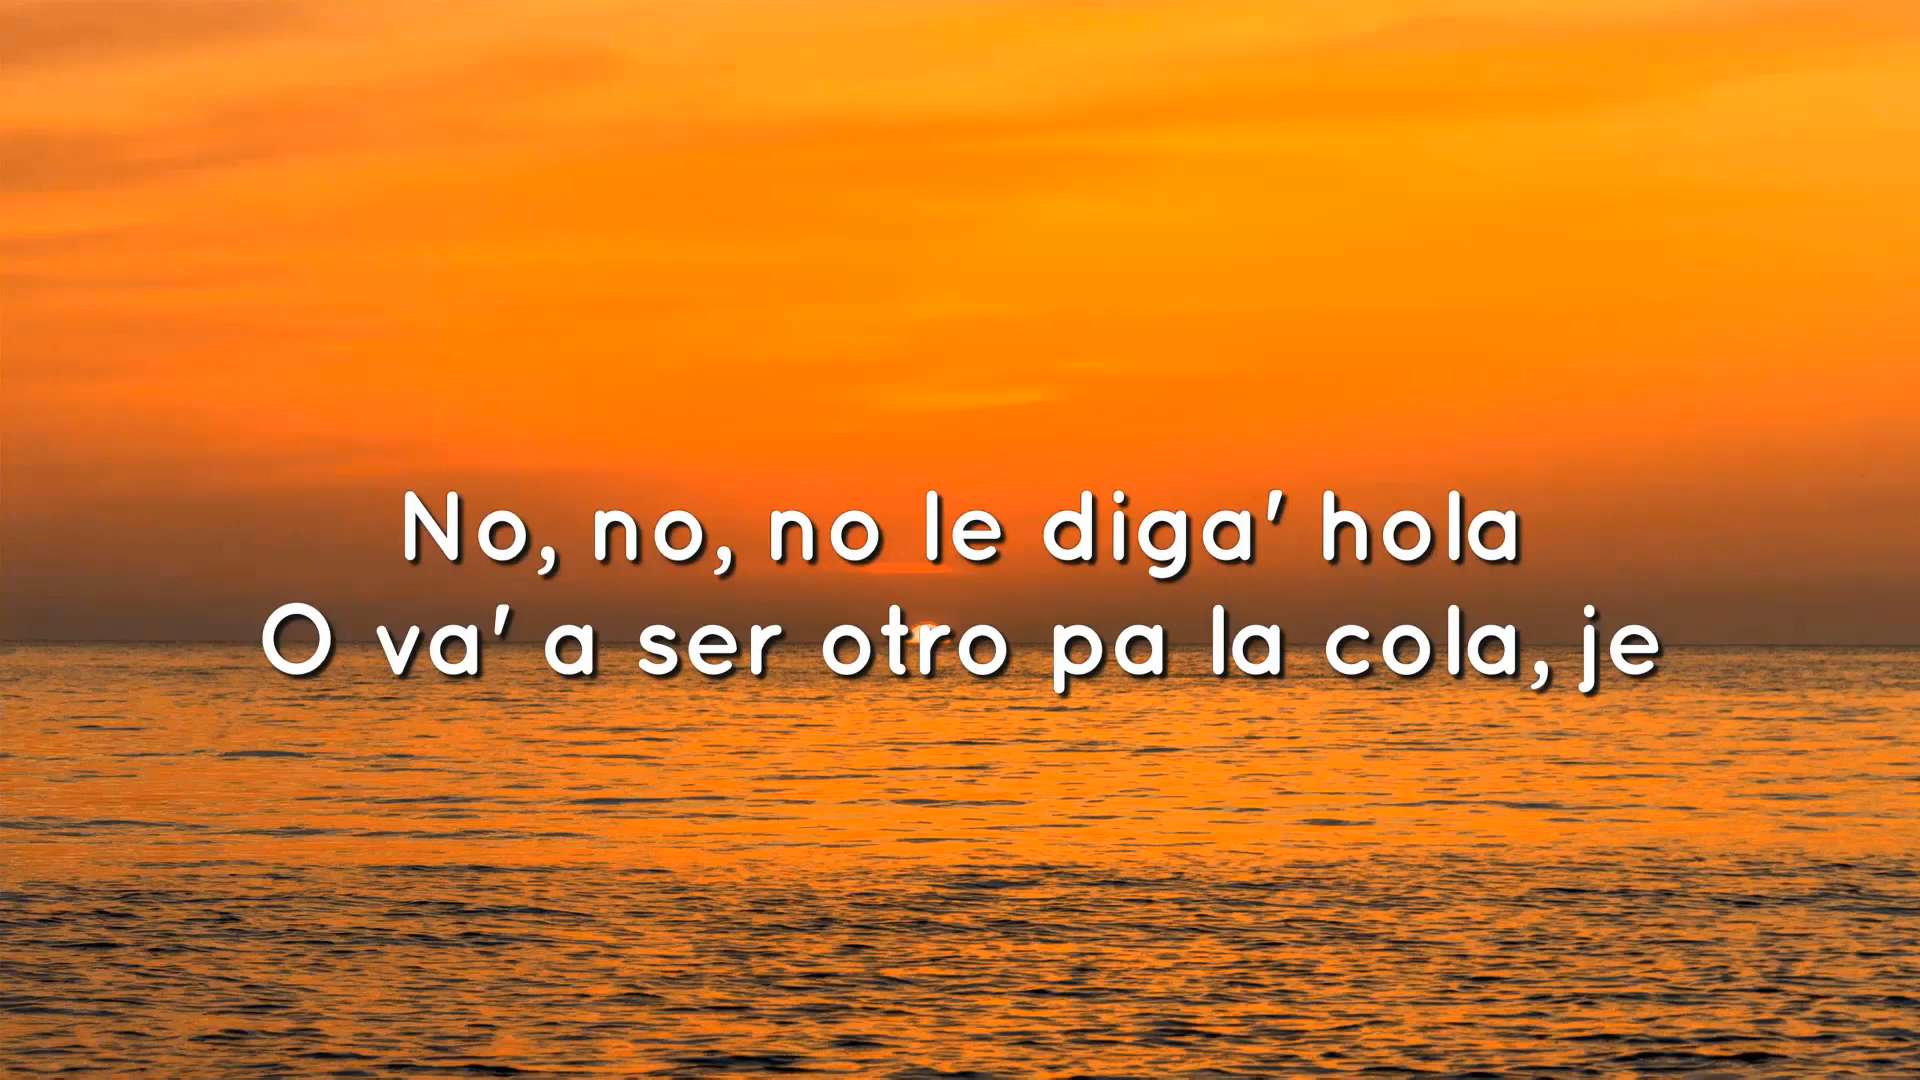 No, no, no le diga' hola
O va' a ser otro pa la cola, je